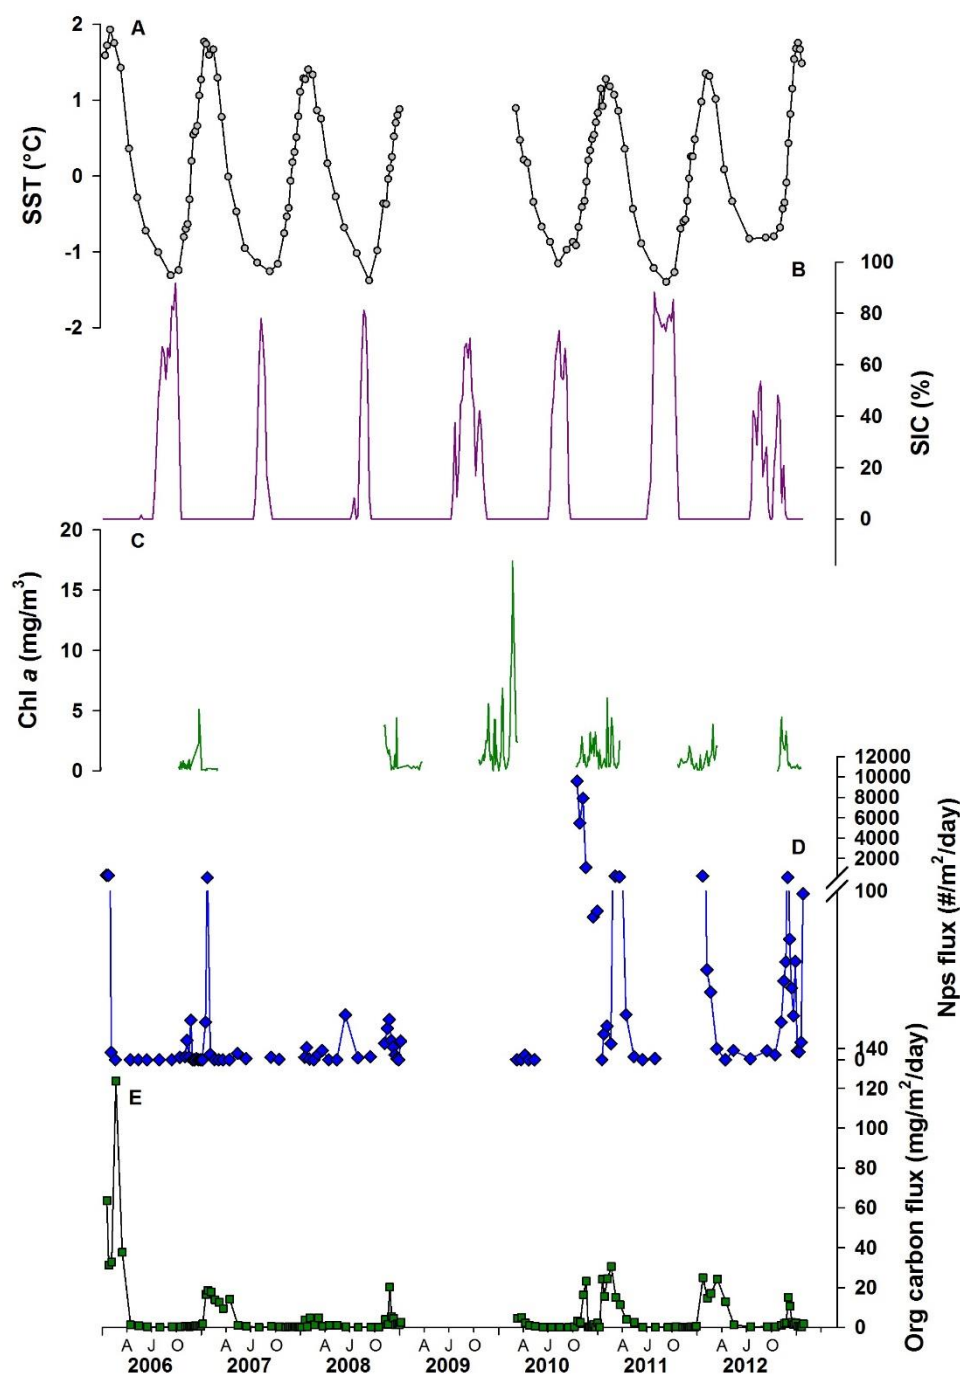 A
2
1
0
-1
-2
SST (°C)
B
100
80
60
40
20
0
SIC (%)
C
20
15
10
5
0
Chl a (mg/m³)
D
12000
10000
8000
6000
4000
2000
100
0
Nps flux (#/m²/day)
E
140
120
100
80
60
40
20
0
Org carbon flux (mg/m²/day)
A J O A J O A J O A J O A J O A J O A J O
2006 2007 2008 2009 2010 2011 2012